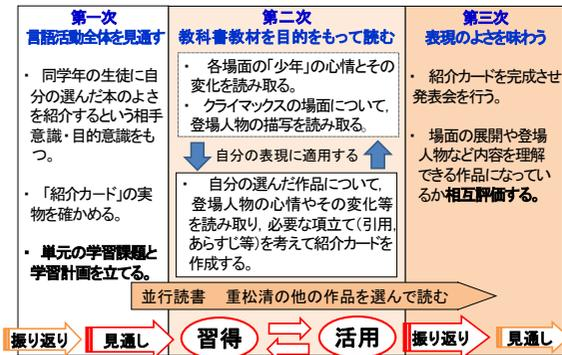 第一次
言語活動全体を見通す
・ 同学年の生徒に自
分の選んだ本のよさ
を紹介するという相手
意識・目的意識をも
つ。
・ 「紹介カード」の実
物を確かめる。
・ 単元の学習課題と
学習計画を立てる。
第二次
教科書教材を目的をもって読む
・ 各場面の「少年」の心情とその
変化を読み取る。
・ クライマックスの場面について,
登場人物の描写を読み取る。
自分の表現に適用する
・ 自分の選んだ作品について,
登場人物の心情やその変化等
を読み取り, 必要な項立て(引用,
あらすじ等)を考えて紹介カードを
作成する。
第三次
表現のよさを味わう
・ 紹介カードを完成させ
発表会を行う。
・ 場面の展開や登場
人物など内容を理解
できる作品になってい
るか相互評価する。
並行読書 重松清の他の作品を選んで読む
振り返り 見通し 習得 活用 振り返り 見通し